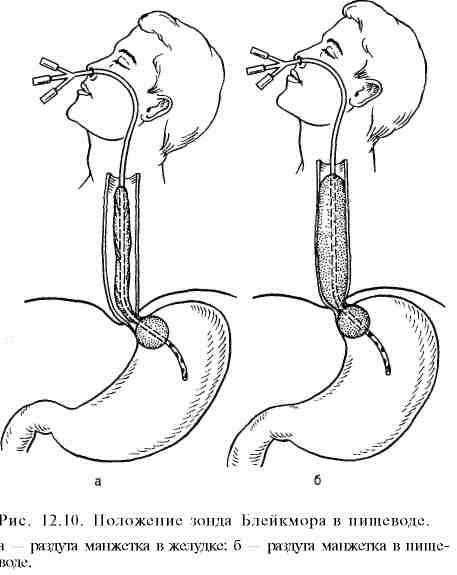 а
б
Рис. 12.10. Положение зонда Блейкмора в пищеводе.
а — раздута манжетка в желудке; б — раздута манжетка в пище-
воде.